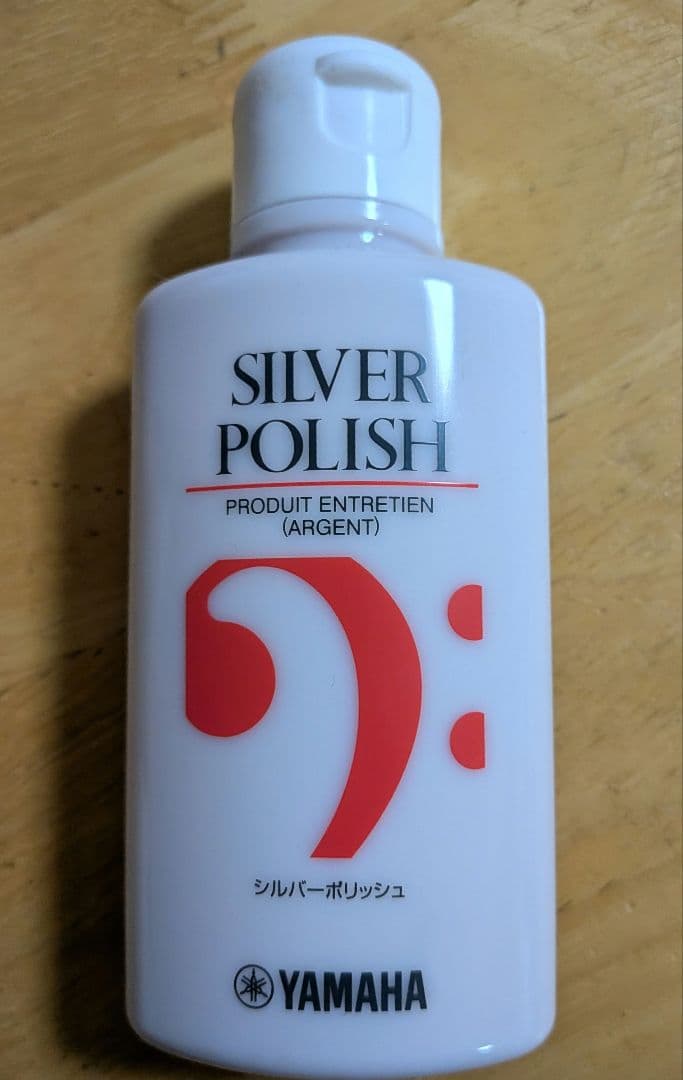 SILVER
POLISH
PRODUIT ENTRETIEN
(ARGENT)
シルバーポリッシュ
YAMAHA